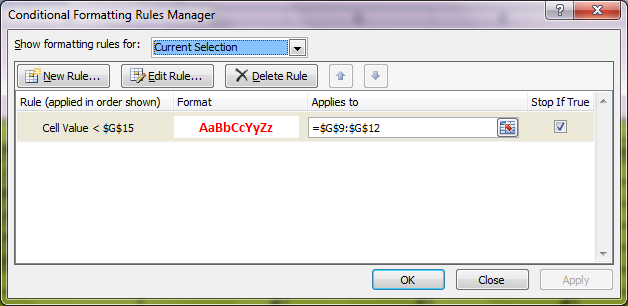 Conditional Formatting Rules Manager
Show formatting rules for: Current Selection
New Rule... Edit Rule... Delete Rule
Rule (applied in order shown) Format Applies to Stop If True
Cell Value < $G$15 AaBbCcYyZz =$G$9:$G$12
OK Close Apply